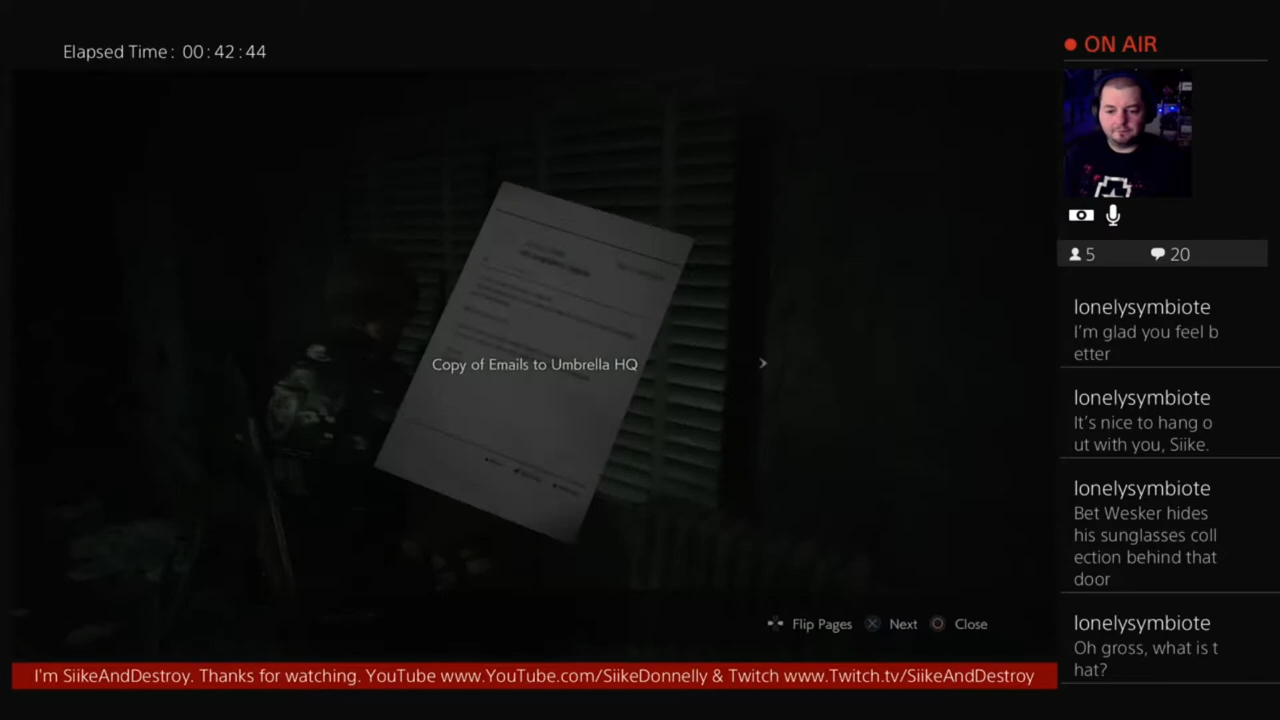 Elapsed Time: 00:42:44
ON AIR
5 20
lonelysymbiote
I'm glad you feel b
etter
lonelysymbiote
It's nice to hang o
ut with you, Siike.
lonelysymbiote
Bet Wesker hides
his sunglasses coll
ection behind that
door
lonelysymbiote
Oh gross, what is t
hat?
Copy of Emails to Umbrella HQ
Flip Pages Next Close
I'm SiikeAndDestroy. Thanks for watching. YouTube www.YouTube.com/SiikeDonnelly & Twitch www.Twitch.tv/SiikeAndDestroy